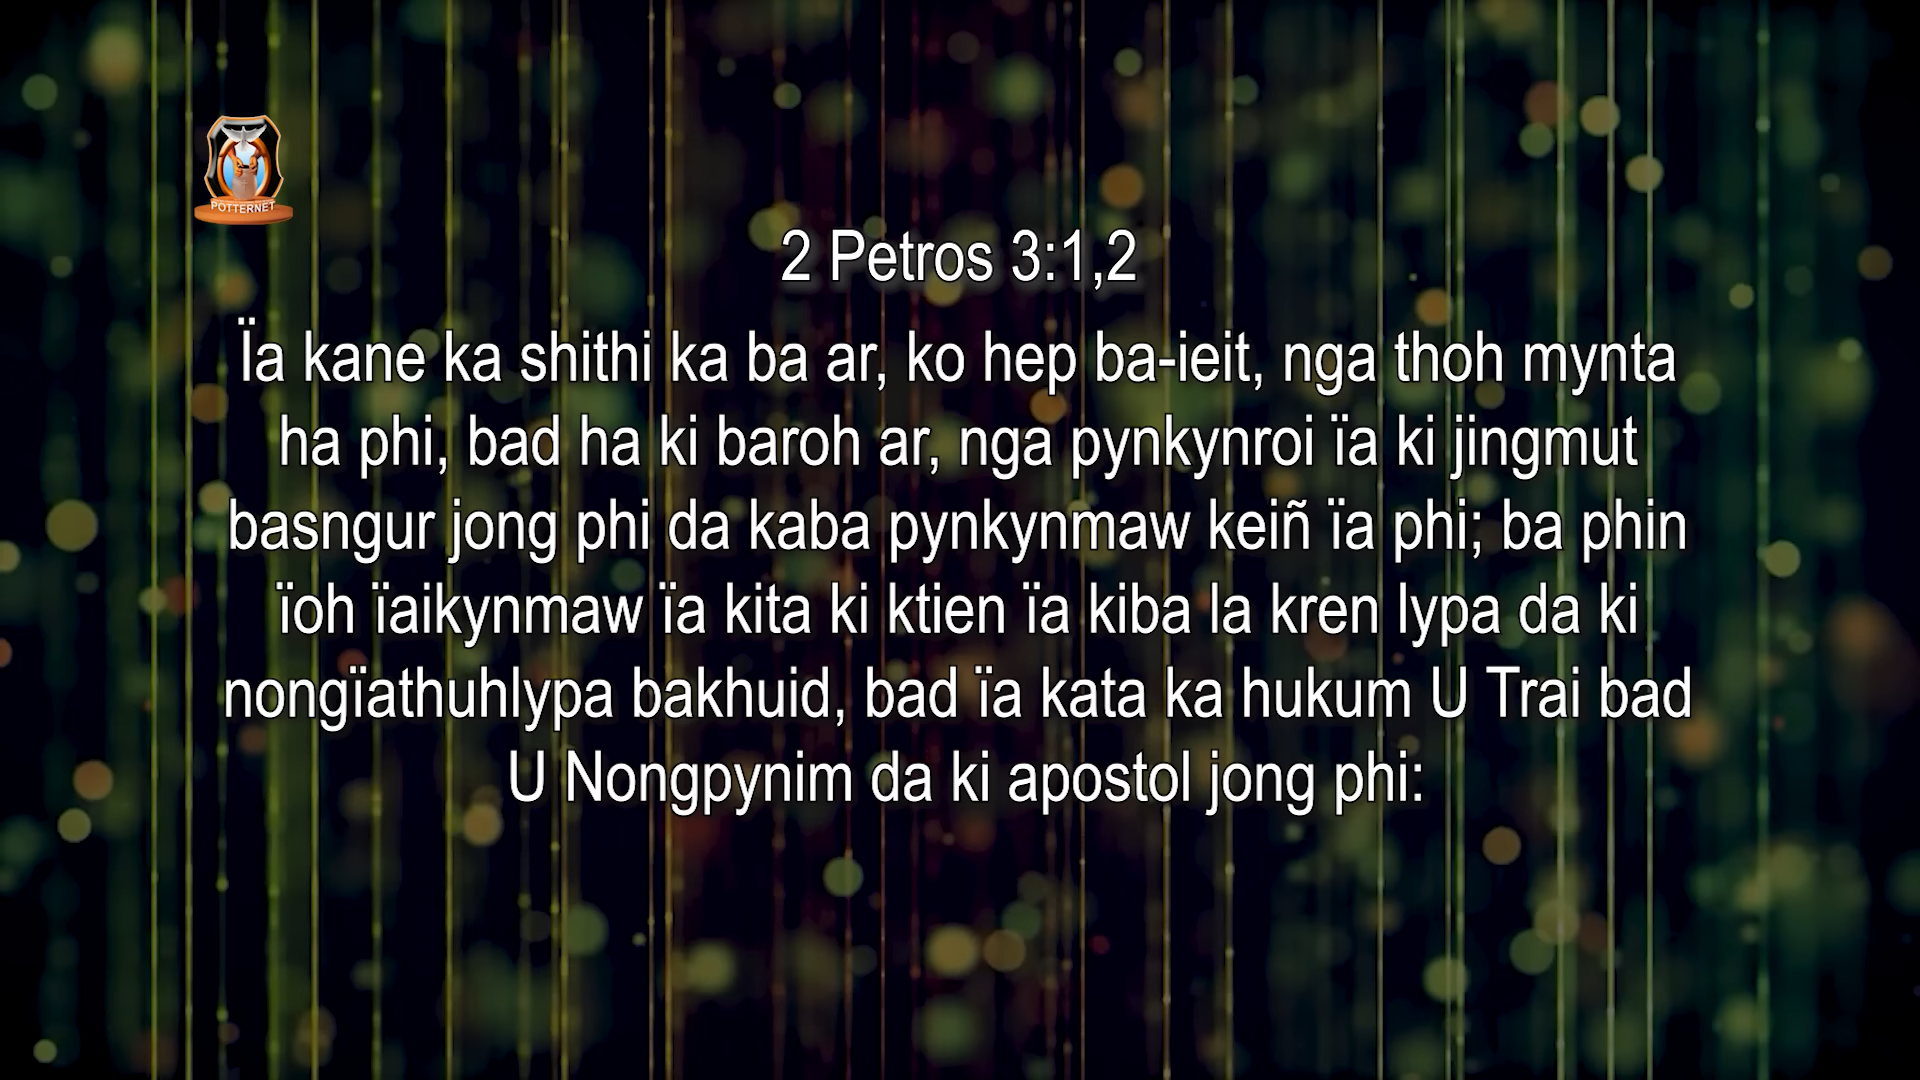 POTTERNET
2 Petros 3:1,2
Ïa kane ka shithi ka ba ar, ko hep ba-ieit, nga thoh mynta
ha phi, bad ha ki baroh ar, nga pynkynroi ïa ki jingmut
basngur jong phi da kaba pynkynmaw keiñ ïa phi; ba phin
ïoh ïaikynmaw ïa kita ki ktien ïa kiba la kren lypa da ki
nongïathuhlypa bakhuid, bad ïa kata ka hukum U Trai bad
U Nongpynim da ki apostol jong phi: